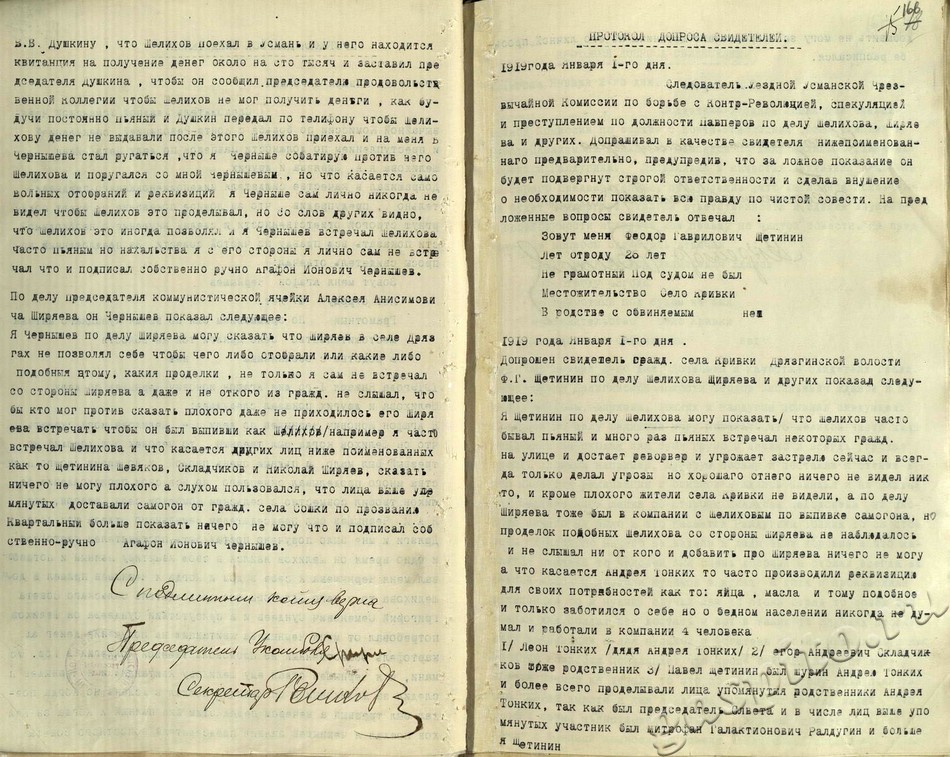 В.В. Душкину , что Шелихов поехал в Усмань и у него находится
квитанция на получение денег около на сто тысяч и заставил пре
дседателя Душкина , чтобы он сообщил председателю продовольст
венной Коллегии чтобы Шелихов не мог получить деньги , как бу-
дучи постоянно пьяный и Душкин передал по телефону чтобы Шели-
хову денег не выдавали после этого Шелихов приехал и на меня в
Чернышева стал ругаться ,что я Черныше собатирую против него
Шелихова и поругался со мной Чернышевым , но что касается само
вольных отобраний и реквизиций я Черныше сам лично никогда не
видел чтобы Шелихов это проделывал, но со слов других видно,
что Шелихов это иногда позволял и я Чернышев встречал Шелихова
часто пьяным но нахальства я с его стороны я лично сам не встре
чал что и подписал собственно ручно Агафон Ионович Чернышев.
По делу председателя коммунистической ячейки Алексея Анисимови
ча Ширяева он Чернышев показал следующее:
Я Чернышев по делу Ширяева могу сказать что Ширяев в селе Дряз
гах не позволял себе чтобы чего либо отобрали или какие либо
подобныя этому, какия проделки , не только я сам не встречал
со стороны Ширяева а даже и не откого из гражд. не слышал, что
бы кто мог против сказать плохого даже не приходилось его Ширя
ева встречать чтобы он был выпивши как Шелихов/например я часто
встречал Шелихова и что касается других лиц ниже поименованных
как то Щетинина Шевяков, Складчиков и Николай Ширяев, сказать
ничего не могу плохого а слухом пользовался, что лица выше упо
мянутых доставали самогон от гражд. села Сошки по прозванию
Квартальный больше показать ничего не могу что и подписал соб
ственно-ручно Агафон Ионович Чернышев.
С подлинным копия верна
Председатель
Секретарь
166
ПРОТОКОЛ ДОПРОСА СВИДЕТЕЛЕЙ.
1919года Января 1-го дня.
Следователь Уездной Усманской Чрез-
вычайной Комиссии по борьбе с Контр-Революцией, спекуляцией
и преступлением по должности Павперов по делу Шелихова, Ширяе
ва и других. Допрашивал в качестве свидетеля нижепоименован-
наго предварительно, предупредив, что за ложное показание он
будет подвергнут строгой ответственности и сделав внушение
о необходимости показать всю правду по чистой совести. На пред
ложенные вопросы свидетель отвечал :
Зовут меня Феодор Гаврилович Щетинин
Лет отроду 28 лет
Не грамотный Под судом не был
Местожительство Село Кривки
В родстве с обвиняемым нет
1919 года Января 1-го дня .
Допрошен свидетель гражд. села Кривки Дрязгинской волости
Ф.Г. Щетинин по делу Шелихова Щиряева и других показад следу-
ющее:
Я Щетинин по делу Шелихова могу показать/ что Шелихов часто
бывал пьяный и много раз пьяных встречал некоторых гражд.
на улице и достает реворвер и угрожает застрелю сейчас и всег-
да только делал угрозы но хорошаго отнего ничего не видел ник
то, и кроме плохого жители села Кривки не видели, а по делу
Ширяева тоже был в компании с Шелиховым по выпивке самогона, но
проделок подобных Шелихова со стороны Ширяева не наблюдалось
и не слышал ни от кого и добавить про Ширяева ничего не могу
а что касается Андрея Тонких то часто производили реквизицию
для своих потребностей как то: яйца , масла и тому подобное
и только заботился о себе но о бедном населении никогда не ду-
мал и работали в компании 4 человека
1/ Леон Тонких /дядя Андрея Тонких/ 2/ Егор Андреевич Складчи
ков тоже родственник 3/ Павел Щетинин был шурин Андрею Тонких
и более всего проделывали лица упомянутыя родственники Андрея
Тонких, так как был председатель Совета и в числе лиц выше упо
мянутых участник был Митрофан Галактионович Ралдугин и больше
я Щетинин